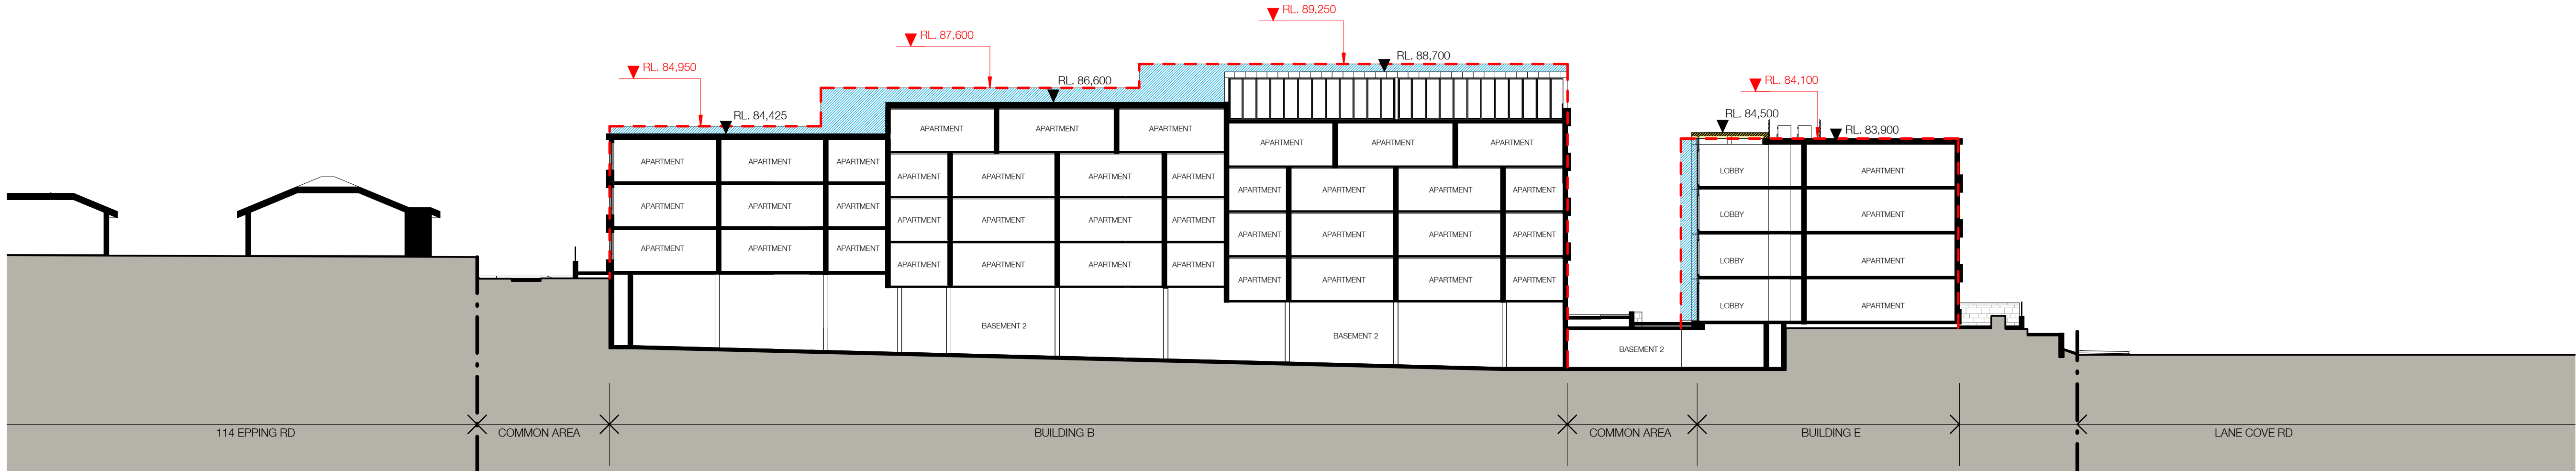 RL. 89,250
RL. 87,600
RL. 88,700
RL. 84,950
RL. 86,600
RL. 84,100
RL. 84,425
RL. 84,500
RL. 83,900
APARTMENT APARTMENT APARTMENT
APARTMENT APARTMENT APARTMENT
APARTMENT APARTMENT APARTMENT
APARTMENT APARTMENT APARTMENT
APARTMENT APARTMENT APARTMENT APARTMENT
APARTMENT APARTMENT APARTMENT APARTMENT
APARTMENT APARTMENT APARTMENT APARTMENT
BASEMENT 2
APARTMENT APARTMENT APARTMENT
APARTMENT APARTMENT APARTMENT APARTMENT
APARTMENT APARTMENT APARTMENT APARTMENT
APARTMENT APARTMENT APARTMENT APARTMENT
BASEMENT 2
LOBBY APARTMENT
LOBBY APARTMENT
LOBBY APARTMENT
LOBBY APARTMENT
BASEMENT 2
114 EPPING RD COMMON AREA BUILDING B COMMON AREA BUILDING E LANE COVE RD